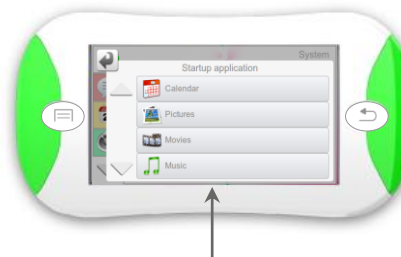 System
Startup application
Calendar
Pictures
Movies
Music